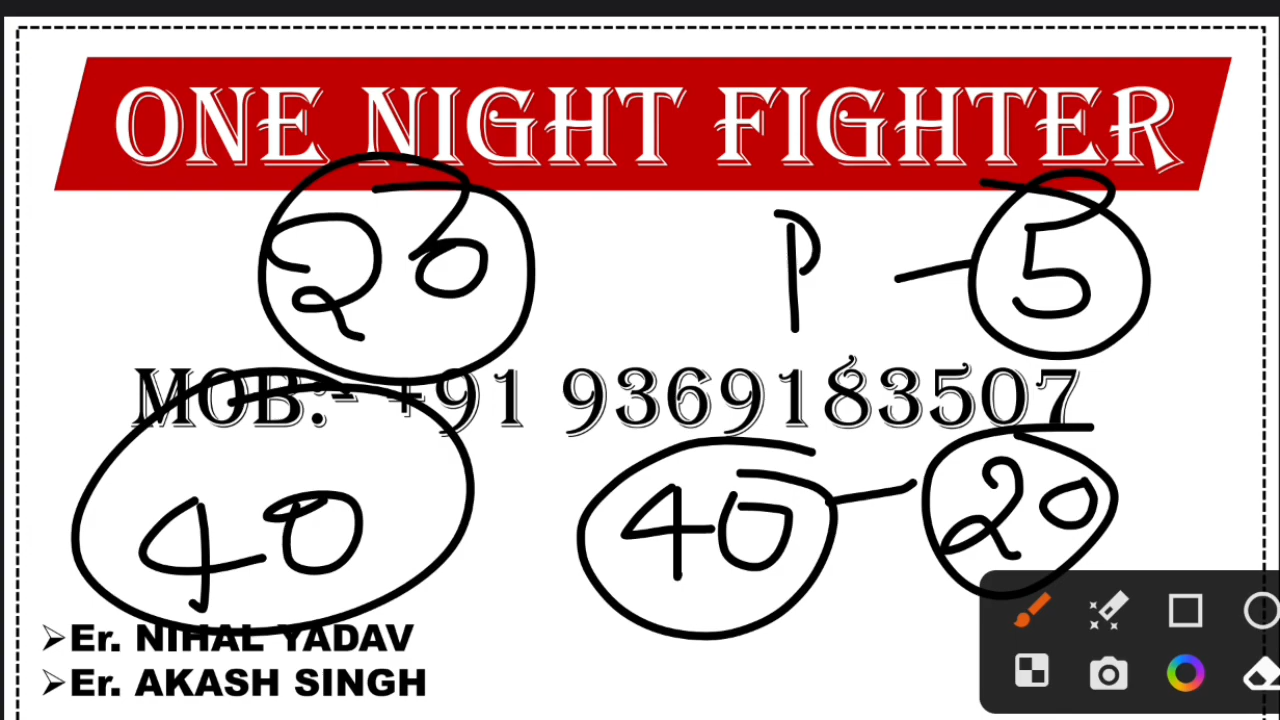 ONE NIGHT FIGHTER
20 P - 5
MOB:- +91 9369183507
40 40 - 20
➢Er. NIHAL YADAV
➢Er. AKASH SINGH